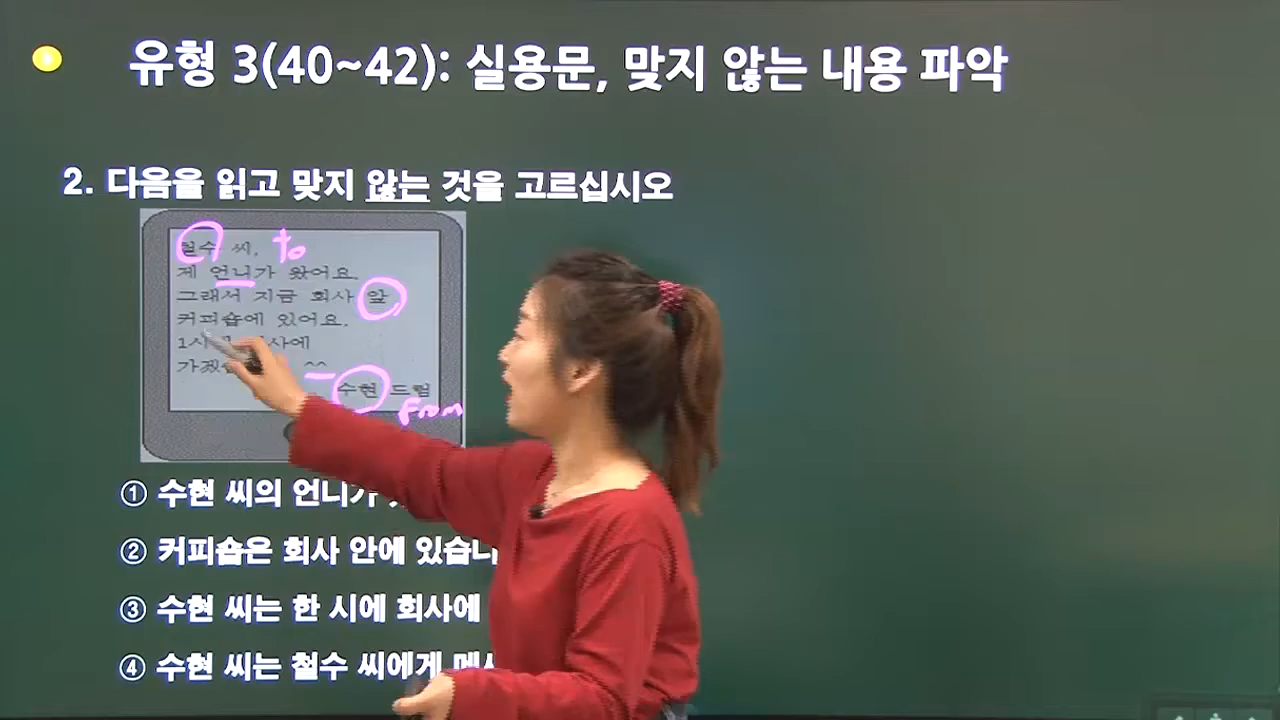 유형 3(40~42): 실용문, 맞지 않는 내용 파악
2. 다음을 읽고 맞지 않는 것을 고르십시오
철수 씨, to
제 언니가 왔어요.
그래서 지금 회사 앞
커피숍에 있어요.
1시
가겠 ^^
수현 드림
from
① 수현 씨의 언니가
② 커피숍은 회사 안에
③ 수현 씨는 한 시에 회사에
④ 수현 씨는 철수 씨에게